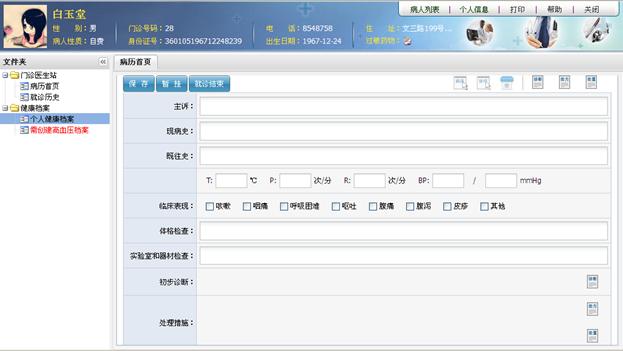 病人列表 | 个人信息 | 打印 | 帮助 | 关闭
白玉堂
性 别：男 门诊号码：28 电 话：8548758 住 址：文三路199号...
病人性质：自费 身份证号：360105196712248239 出生日期：1967-12-24 过敏药物：
文件夹
门诊医生站
病历首页
就诊历史
健康档案
个人健康档案
需创建高血压档案
病历首页
保 存 暂 挂 就诊结束
主诉：
现病史：
既往史：
T: ℃ P: 次/分 R: 次/分 BP: / mmHg
临床表现： 咳嗽 咽痛 呼吸困难 呕吐 腹痛 腹泻 皮疹 其他
体格检查：
实验室和器材检查：
初步诊断：
处理措施：